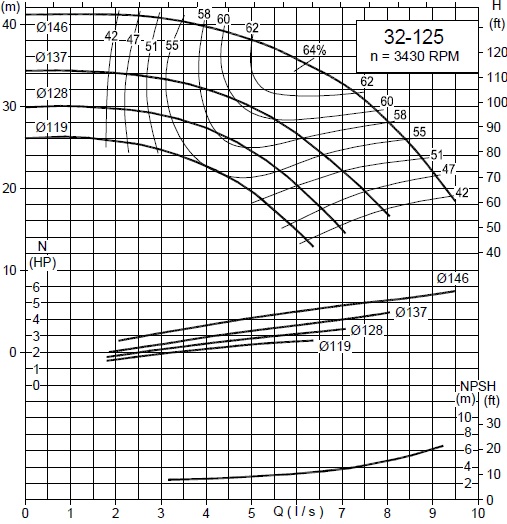 (m)
H
(ft)
40
30
20
10
0
120
110
100
90
80
70
60
50
40
32-125
n = 3430 RPM
Ø146
Ø137
Ø128
Ø119
42
47
51
55
58
60
62
64%
62
60
58
55
51
47
42
N
(HP)
6
5
4
3
2
1
0
Ø146
Ø137
Ø128
Ø119
NPSH
(m)
(ft)
10
8
6
4
2
30
20
10
0
0 1 2 3 4 5 Q ( l / s ) 7 8 9 10